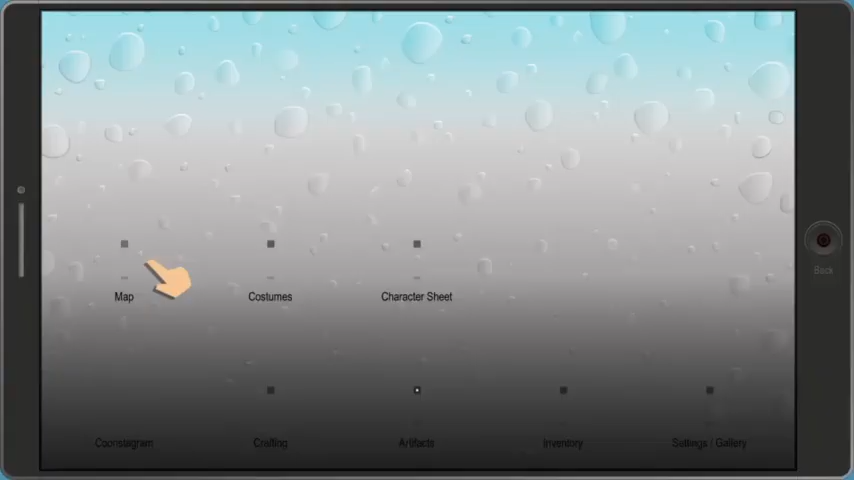 Back
Map
Costumes
Character Sheet
Coonstagram
Crafting
Artifacts
Inventory
Settings / Gallery